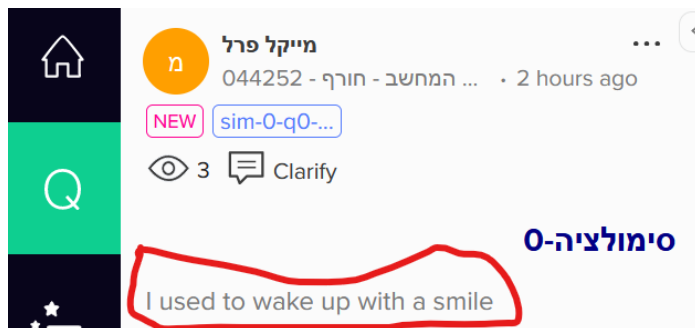 מייקל פרל
מ
044252 - המחשב - חורף ... • 2 hours ago
NEW sim-0-q0-...
3 Clarify
Q
סימולציה-0
I used to wake up with a smile